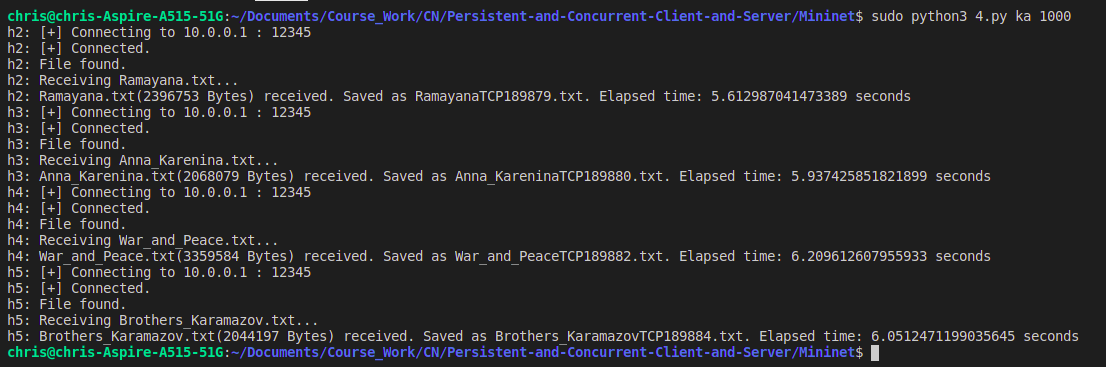 chris@chris-Aspire-A515-51G:~/Documents/Course_Work/CN/Persistent-and-Concurrent-Client-and-Server/Mininet$ sudo python3 4.py ka 1000
h2: [+] Connecting to 10.0.0.1 : 12345
h2: [+] Connected.
h2: File found.
h2: Receiving Ramayana.txt...
h2: Ramayana.txt(2396753 Bytes) received. Saved as RamayanaTCP189879.txt. Elapsed time: 5.612987041473389 seconds
h3: [+] Connecting to 10.0.0.1 : 12345
h3: [+] Connected.
h3: File found.
h3: Receiving Anna_Karenina.txt...
h3: Anna_Karenina.txt(2068079 Bytes) received. Saved as Anna_KareninaTCP189880.txt. Elapsed time: 5.937425851821899 seconds
h4: [+] Connecting to 10.0.0.1 : 12345
h4: [+] Connected.
h4: File found.
h4: Receiving War_and_Peace.txt...
h4: War_and_Peace.txt(3359584 Bytes) received. Saved as War_and_PeaceTCP189882.txt. Elapsed time: 6.209612607955933 seconds
h5: [+] Connecting to 10.0.0.1 : 12345
h5: [+] Connected.
h5: File found.
h5: Receiving Brothers_Karamazov.txt...
h5: Brothers_Karamazov.txt(2044197 Bytes) received. Saved as Brothers_KaramazovTCP189884.txt. Elapsed time: 6.0512471199035645 seconds
chris@chris-Aspire-A515-51G:~/Documents/Course_Work/CN/Persistent-and-Concurrent-Client-and-Server/Mininet$